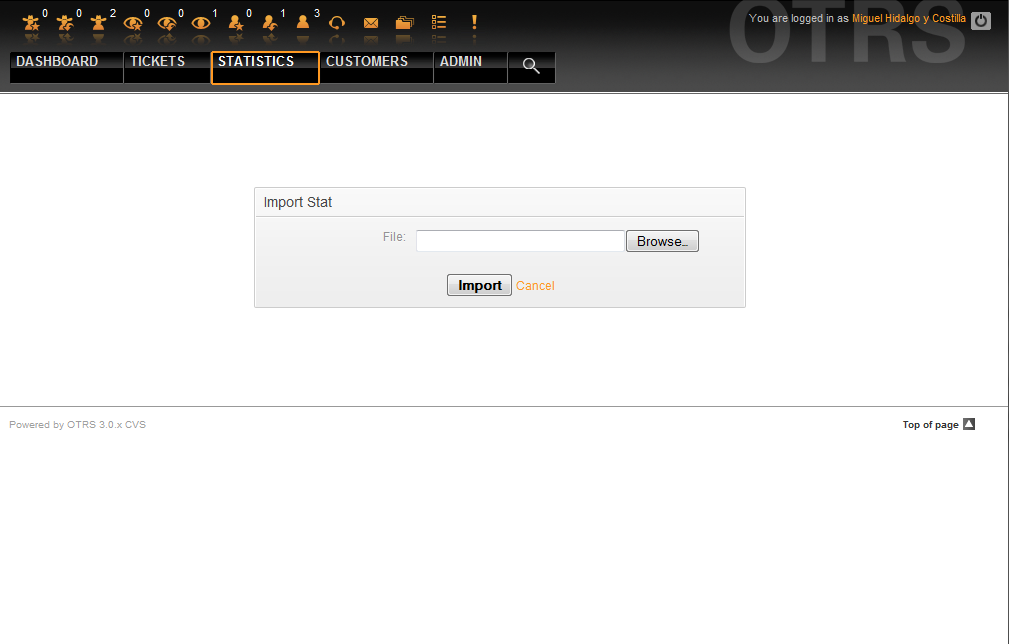 0 0 2 0 0 1 0 1 3
You are logged in as Miguel Hidalgo y Costilla
OTRS
DASHBOARD TICKETS STATISTICS CUSTOMERS ADMIN
Import Stat
File: Browse...
Import Cancel
Powered by OTRS 3.0.x CVS Top of page